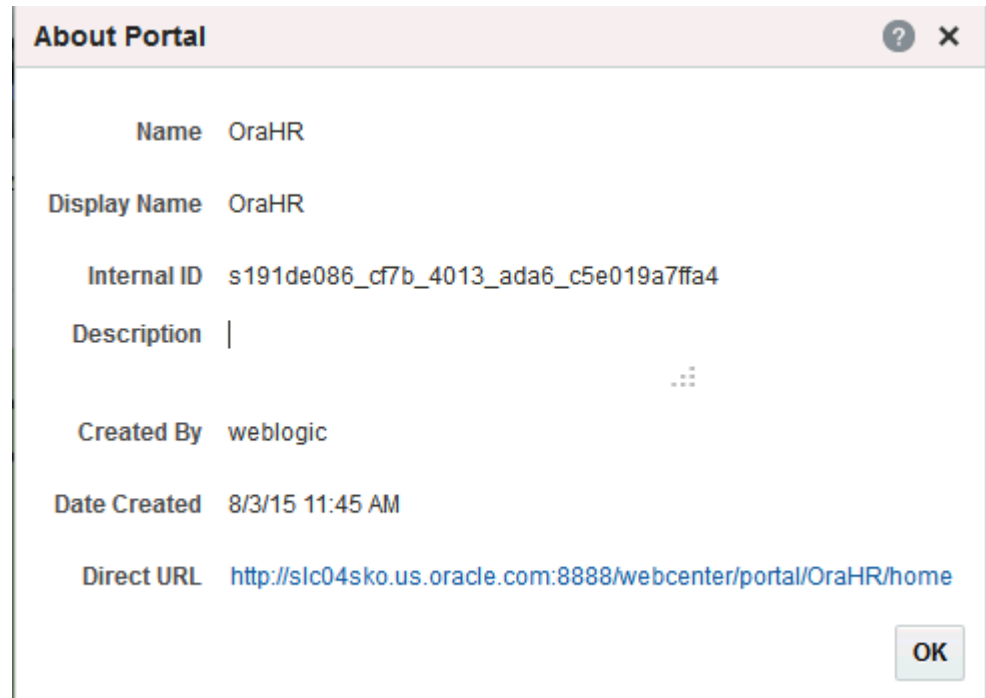 About Portal
Name OraHR
Display Name OraHR
Internal ID s191de086_cf7b_4013_ada6_c5e019a7ffa4
Description
Created By weblogic
Date Created 8/3/15 11:45 AM
Direct URL http://slc04sko.us.oracle.com:8888/webcenter/portal/OraHR/home
OK